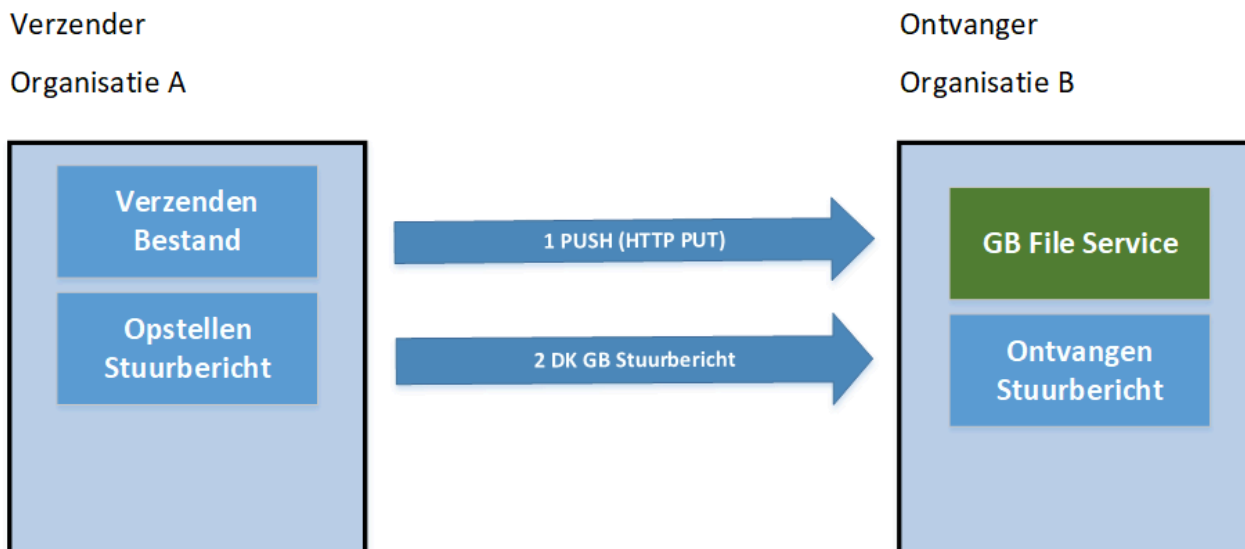 Verzender
Organisatie A
Ontvanger
Organisatie B
Verzenden
Bestand
Opstellen
Stuurbericht
1 PUSH (HTTP PUT)
2 DK GB Stuurbericht
GB File Service
Ontvangen
Stuurbericht